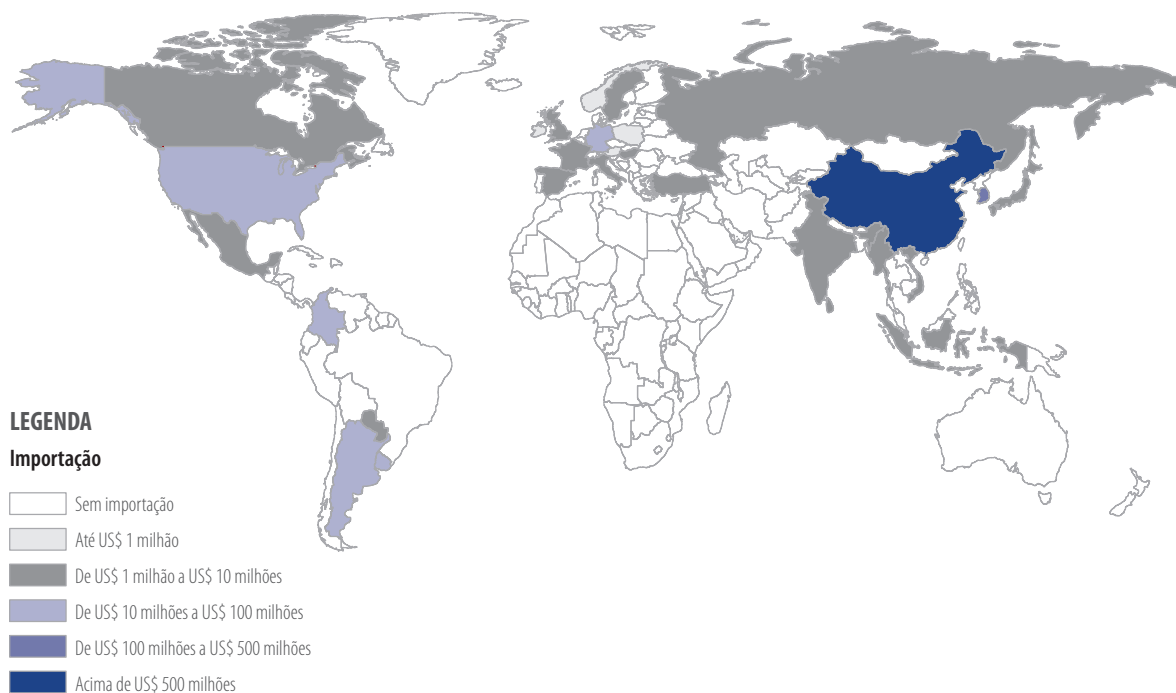 LEGENDA
Importação
Sem importação
Até US$ 1 milhão
De US$ 1 milhão a US$ 10 milhões
De US$ 10 milhões a US$ 100 milhões
De US$ 100 milhões a US$ 500 milhões
Acima de US$ 500 milhões